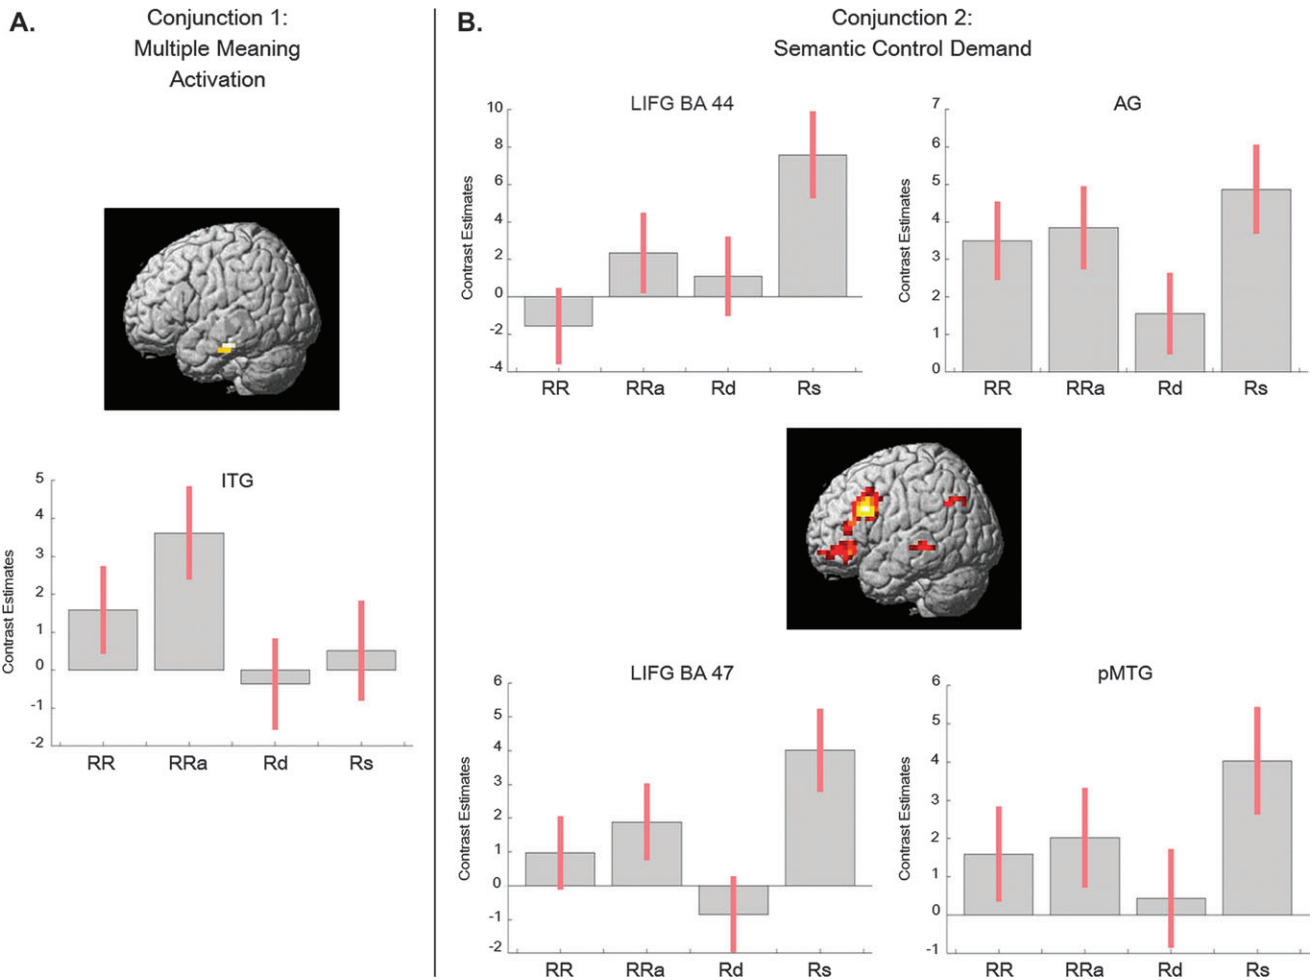 A.
Conjunction 1:
Multiple Meaning
Activation
ITG
Contrast Estimates
5
4
3
2
1
0
-1
-2
RR RRa Rd Rs
B.
Conjunction 2:
Semantic Control Demand
LIFG BA 44
Contrast Estimates
10
8
6
4
2
0
-2
-4
RR RRa Rd Rs
AG
Contrast Estimates
7
6
5
4
3
2
1
0
RR RRa Rd Rs
LIFG BA 47
Contrast Estimates
6
5
4
3
2
1
0
-1
-2
RR RRa Rd Rs
pMTG
Contrast Estimates
6
5
4
3
2
1
0
-1
RR RRa Rd Rs